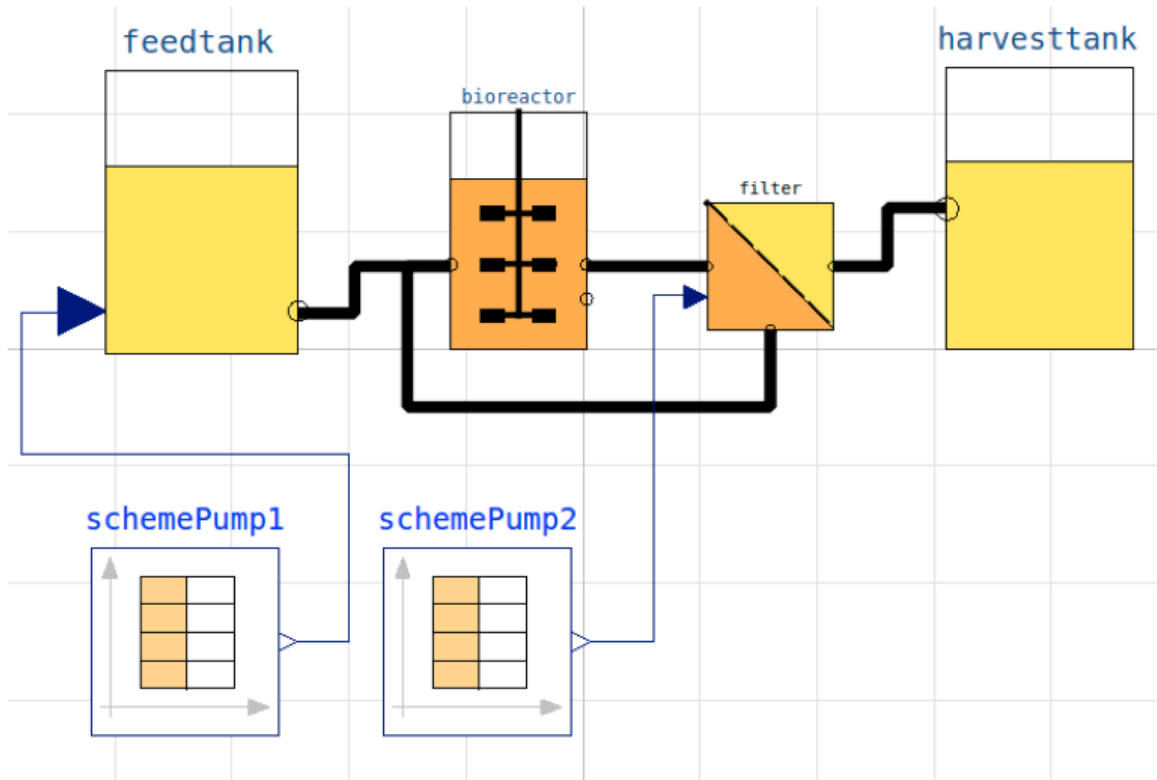 feedtank
harvesttank
bioreactor
filter
schemePump1
schemePump2